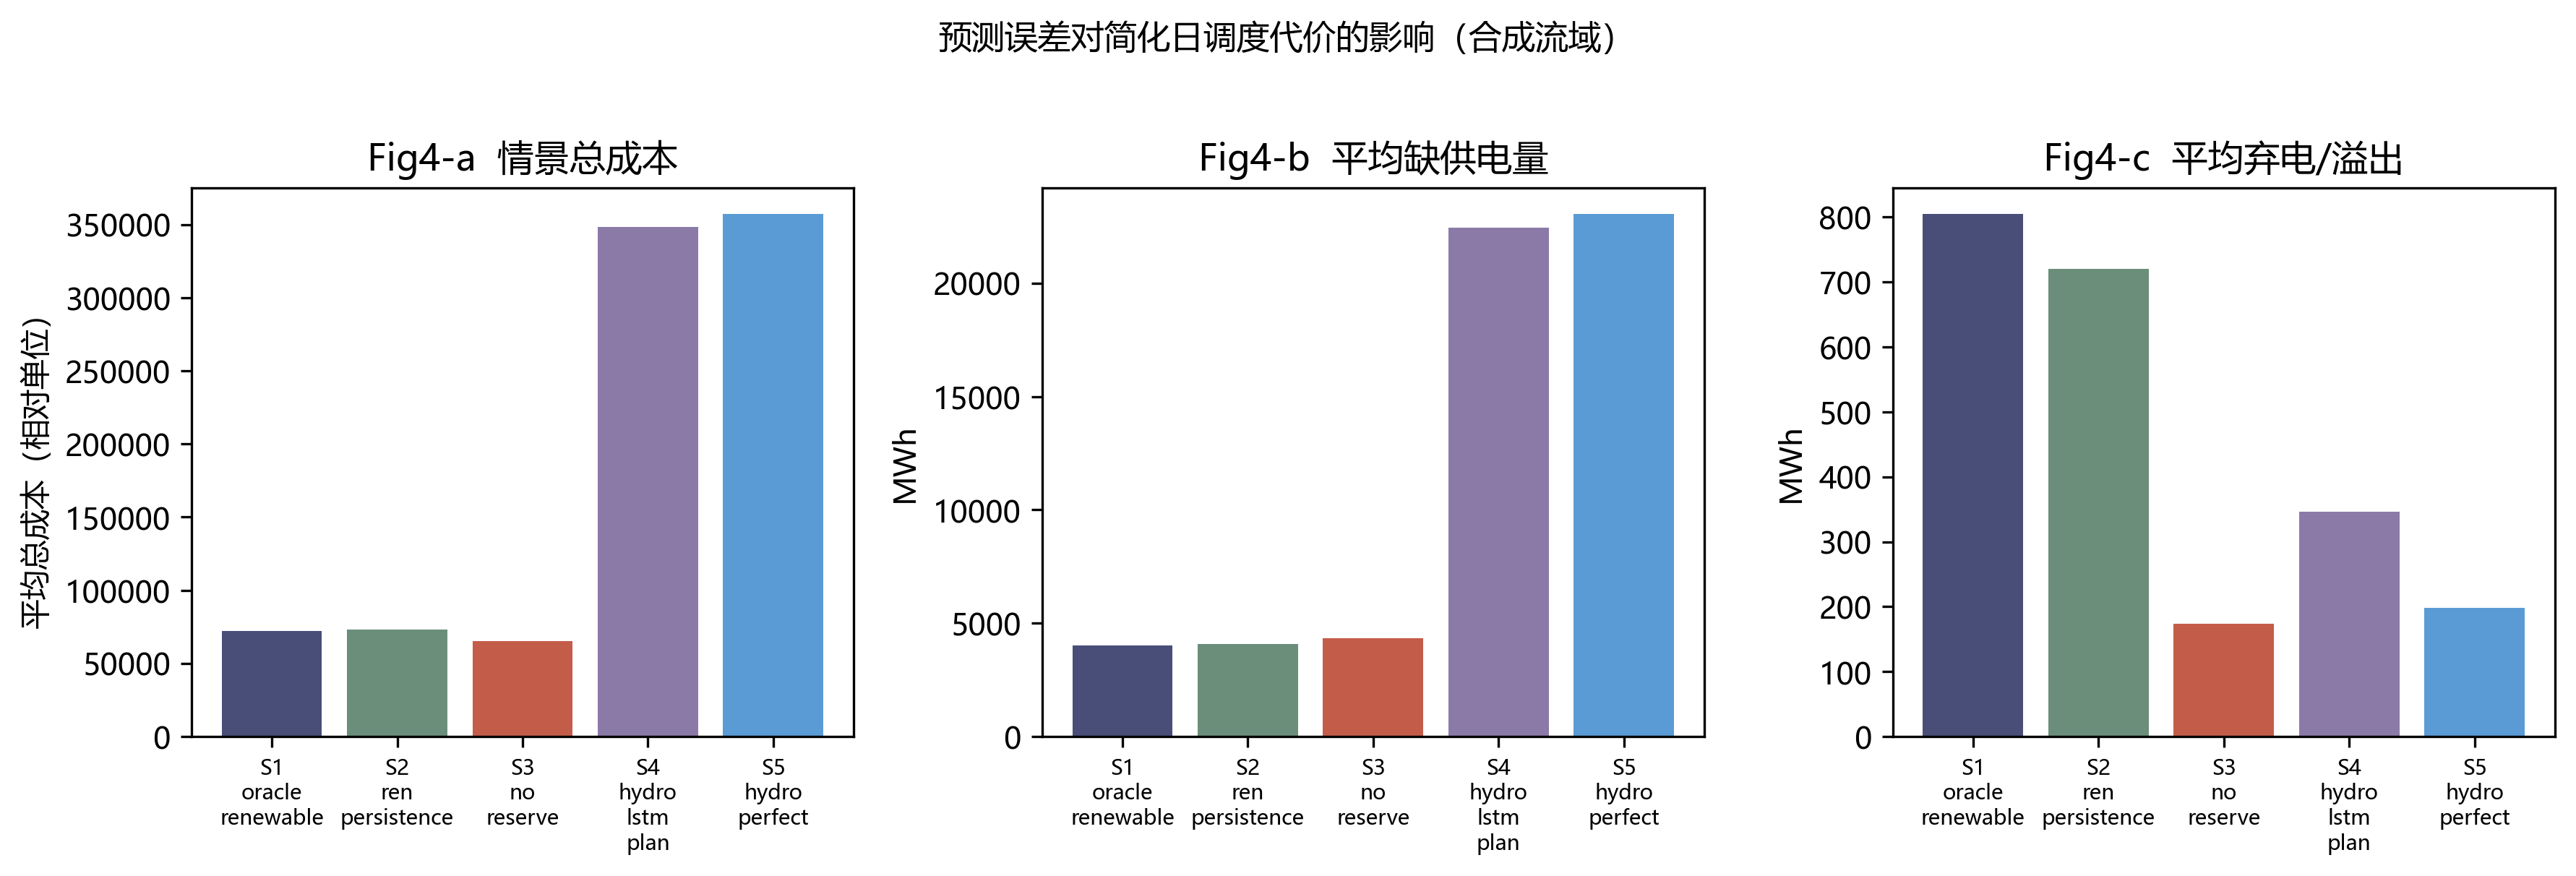 预测误差对简化日调度代价的影响（合成流域）
Fig4-a 情景总成本
平均总成本（相对单位）
350000
300000
250000
200000
150000
100000
50000
0
S1
oracle
renewable
S2
ren
persistence
S3
no
reserve
S4
hydro
lstm
plan
S5
hydro
perfect
Fig4-b 平均缺供电量
MWh
20000
15000
10000
5000
0
S1
oracle
renewable
S2
ren
persistence
S3
no
reserve
S4
hydro
lstm
plan
S5
hydro
perfect
Fig4-c 平均弃电/溢出
MWh
800
700
600
500
400
300
200
100
0
S1
oracle
renewable
S2
ren
persistence
S3
no
reserve
S4
hydro
lstm
plan
S5
hydro
perfect